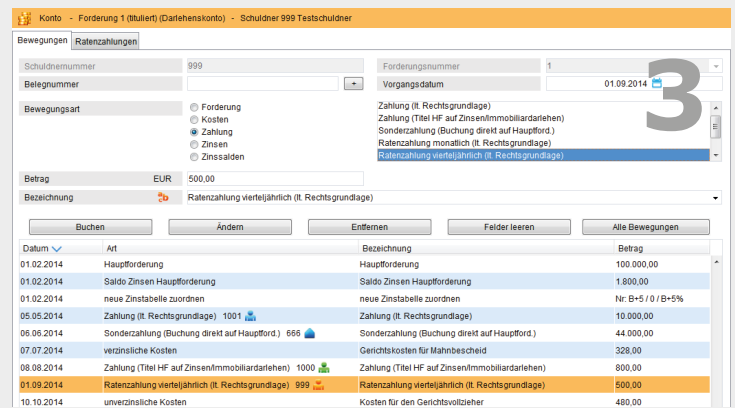 Konto - Forderung 1 (tituliert) (Darlehenskonto) - Schuldner 999 Testschuldner
Bewegungen Ratenzahlungen
Schuldnernummer 999 Forderungsnummer 1
Belegnummer + Vorgangsdatum 01.09.2014
3
Bewegungsart
Forderung
Kosten
Zahlung
Zinsen
Zinssalden
Zahlung (lt. Rechtsgrundlage)
Zahlung (Titel HF auf Zinsen/Immobiliardarlehen)
Sonderzahlung (Buchung direkt auf Hauptford.)
Ratenzahlung monatlich (lt. Rechtsgrundlage)
Ratenzahlung vierteljährlich (lt. Rechtsgrundlage)
Betrag EUR 500,00
Bezeichnung Ratenzahlung vierteljährlich (lt. Rechtsgrundlage)
Buchen Ändern Entfernen Felder leeren Alle Bewegungen
Datum Art Bezeichnung Betrag
01.02.2014 Hauptforderung Hauptforderung 100.000,00
01.02.2014 Saldo Zinsen Hauptforderung Saldo Zinsen Hauptforderung 1.800,00
01.02.2014 neue Zinstabelle zuordnen neue Zinstabelle zuordnen Nr: B+5 / 0 / B+5%
05.05.2014 Zahlung (lt. Rechtsgrundlage) 1001 Zahlung (lt. Rechtsgrundlage) 10.000,00
06.06.2014 Sonderzahlung (Buchung direkt auf Hauptford.) 666 Sonderzahlung (Buchung direkt auf Hauptford.) 44.000,00
07.07.2014 verzinsliche Kosten Gerichtskosten für Mahnbescheid 328,00
08.08.2014 Zahlung (Titel HF auf Zinsen/Immobiliardarlehen) 1000 Zahlung (Titel HF auf Zinsen/Immobiliardarlehen) 800,00
01.09.2014 Ratenzahlung vierteljährlich (lt. Rechtsgrundlage) 999 Ratenzahlung vierteljährlich (lt. Rechtsgrundlage) 500,00
10.10.2014 unverzinsliche Kosten Kosten für den Gerichtsvollzieher 480,00